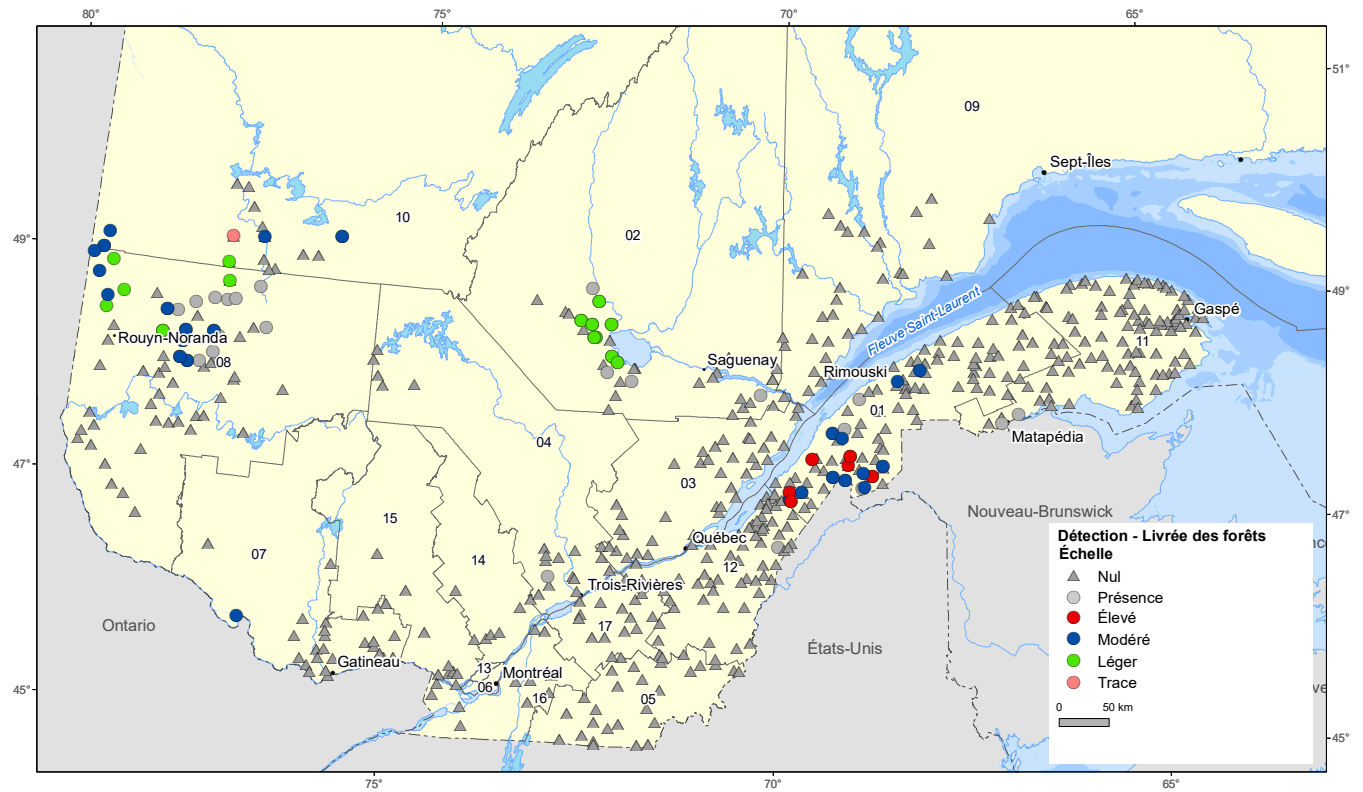 80°
75°
70°
65°
51°
09
Sept-Îles
10
02
49°
49°
Fleuve Saint-Laurent
Gaspé
Rouyn-Noranda
08
Saguenay
Rimouski
11
01
Matapédia
04
47°
03
Nouveau-Brunswick
47°
15
Québec
07
14
12
Trois-Rivières
Ontario
17
États-Unis
Gatineau
13
Montréal
06
16
05
45°
45°
Détection - Livrée des forêts
Échelle
Nul
Présence
Élevé
Modéré
Léger
Trace
0 50 km
75°
70°
65°